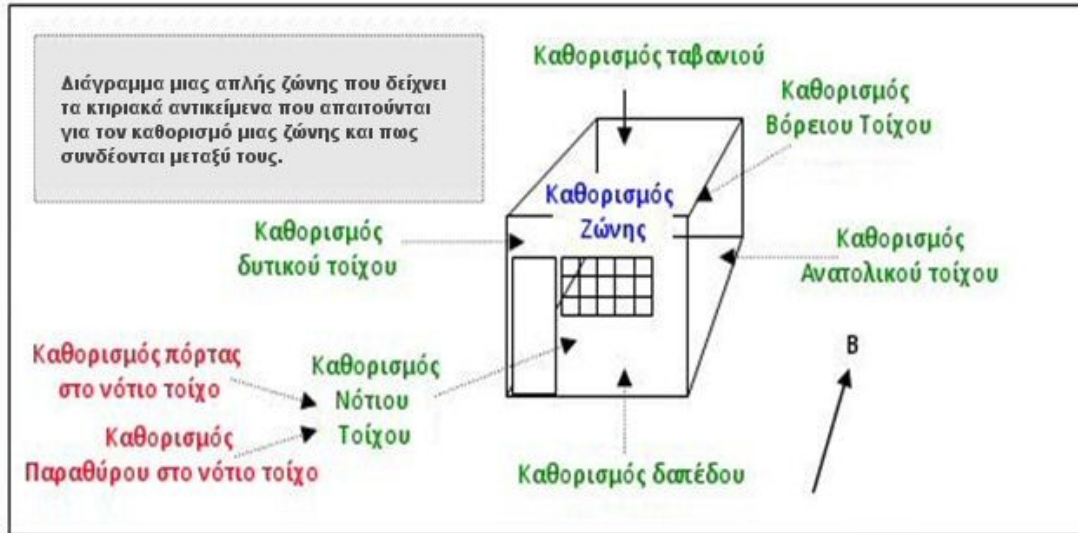 Διάγραμμα μιας απλής ζώνης που δείχνει
τα κτιριακά αντικείμενα που απαιτούνται
για τον καθορισμό μιας ζώνης και πως
συνδέονται μεταξύ τους.
Καθορισμός ταβανιού
Καθορισμός
Βόρειου Τοίχου
Καθορισμός
Ζώνης
Καθορισμός
δυτικού τοίχου
Καθορισμός
Ανατολικού τοίχου
Καθορισμός πόρτας
στο νότιο τοίχο
Καθορισμός
Νότιου
Τοίχου
Καθορισμός
Παραθύρου στο νότιο τοίχο
Καθορισμός δαπέδου
Β